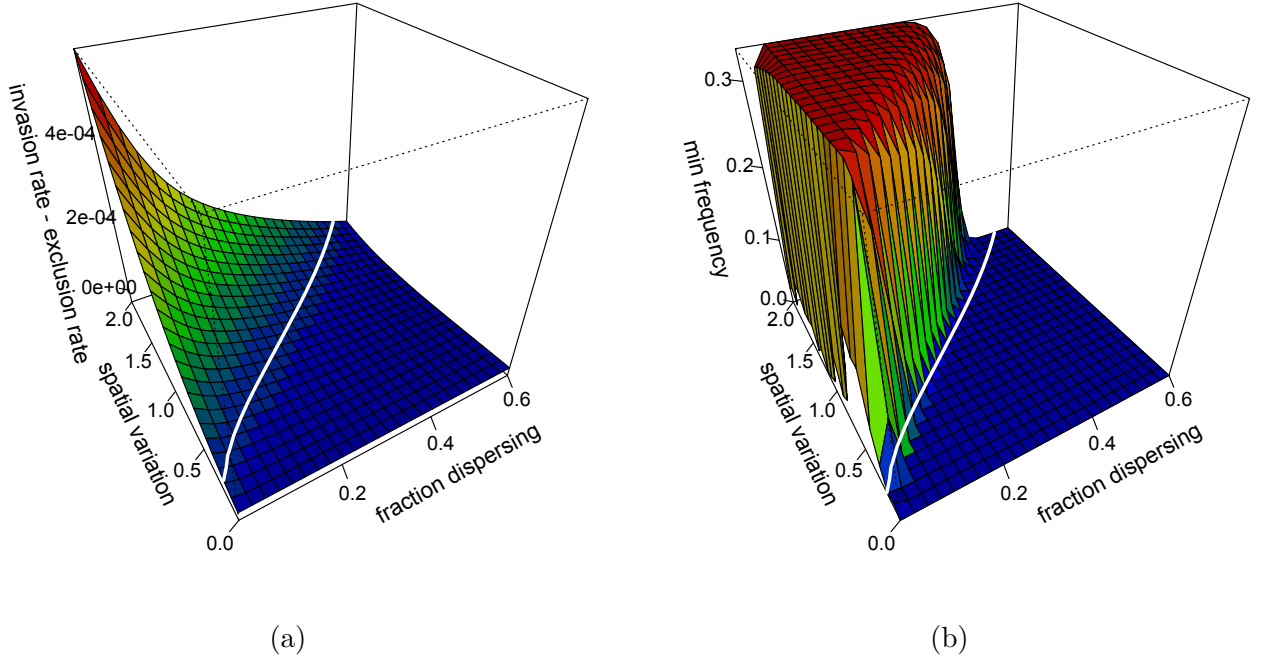 invasion rate - exclusion rate
4e-04
2e-04
0e+00
2.0
1.5
1.0
0.5
0.0
spatial variation
0.2
0.4
0.6
fraction dispersing
(a)
min frequency
0.3
0.2
0.1
0.0
2.0
1.5
1.0
0.5
0.0
spatial variation
0.2
0.4
0.6
fraction dispersing
(b)